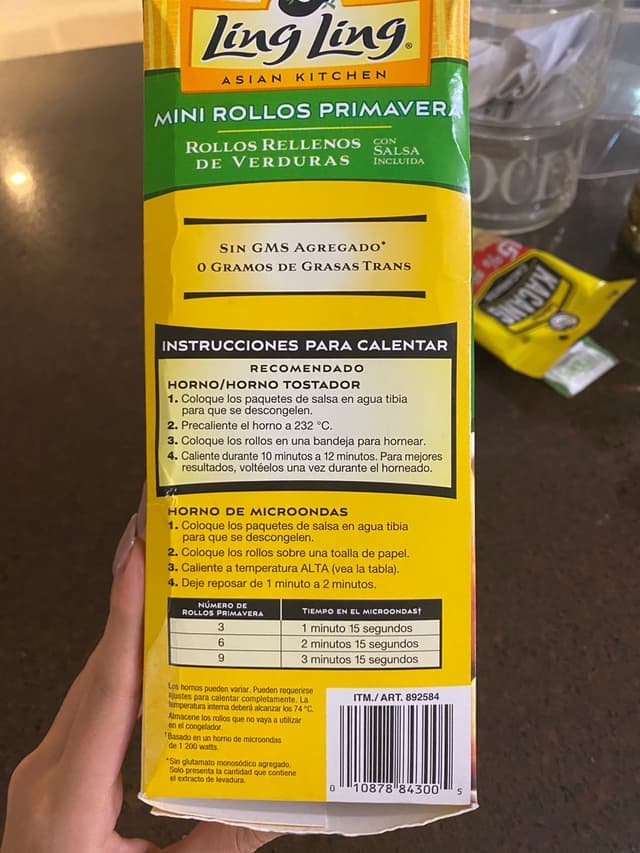 Ling Ling®
ASIAN KITCHEN
MINI ROLLOS PRIMAVERA
ROLLOS RELLENOS
DE VERDURAS
CON
SALSA
INCLUIDA
SIN GMS AGREGADO*
0 GRAMOS DE GRASAS TRANS
INSTRUCCIONES PARA CALENTAR
RECOMENDADO
HORNO/HORNO TOSTADOR
1. Coloque los paquetes de salsa en agua tibia
para que se descongelen.
2. Precaliente el horno a 232 °C.
3. Coloque los rollos en una bandeja para hornear.
4. Caliente durante 10 minutos a 12 minutos. Para mejores
resultados, voltéelos una vez durante el horneado.
HORNO DE MICROONDAS
1. Coloque los paquetes de salsa en agua tibia
para que se descongelen.
2. Coloque los rollos sobre una toalla de papel.
3. Caliente a temperatura ALTA (vea la tabla).
4. Deje reposar de 1 minuto a 2 minutos.
NÚMERO DE
ROLLOS PRIMAVERA
TIEMPO EN EL MICROONDAS†
3 1 minuto 15 segundos
6 2 minutos 15 segundos
9 3 minutos 15 segundos
Los hornos pueden variar. Pueden requerirse
ajustes para calentar completamente. La
temperatura interna deberá alcanzar los 74 °C.
Almacene los rollos que no vaya a utilizar
en el congelador.
†Basado en un horno de microondas
de 1 200 watts.
*Sin glutamato monosódico agregado.
Solo presenta la cantidad que contiene
el extracto de levadura.
ITM./ ART. 892584
0 10878 84300 5
KACANG